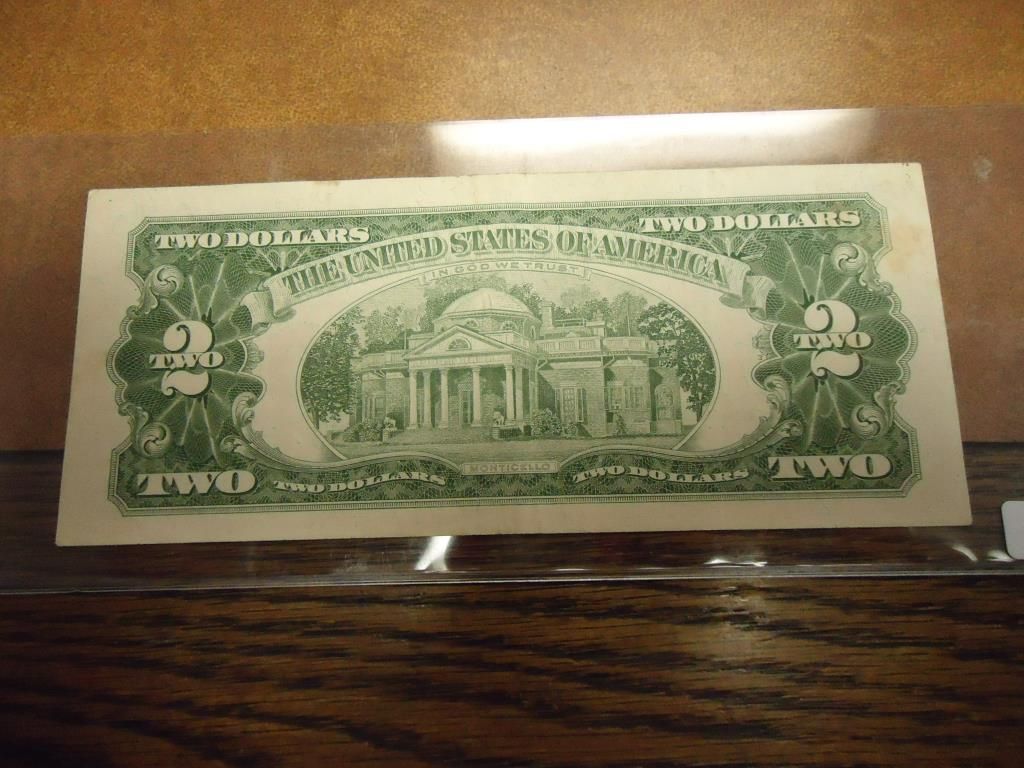 TWO DOLLARS
TWO DOLLARS
THE UNITED STATES OF AMERICA
IN GOD WE TRUST
2
TWO
2
TWO
MONTICELLO
TWO
TWO DOLLARS
TWO DOLLARS
TWO